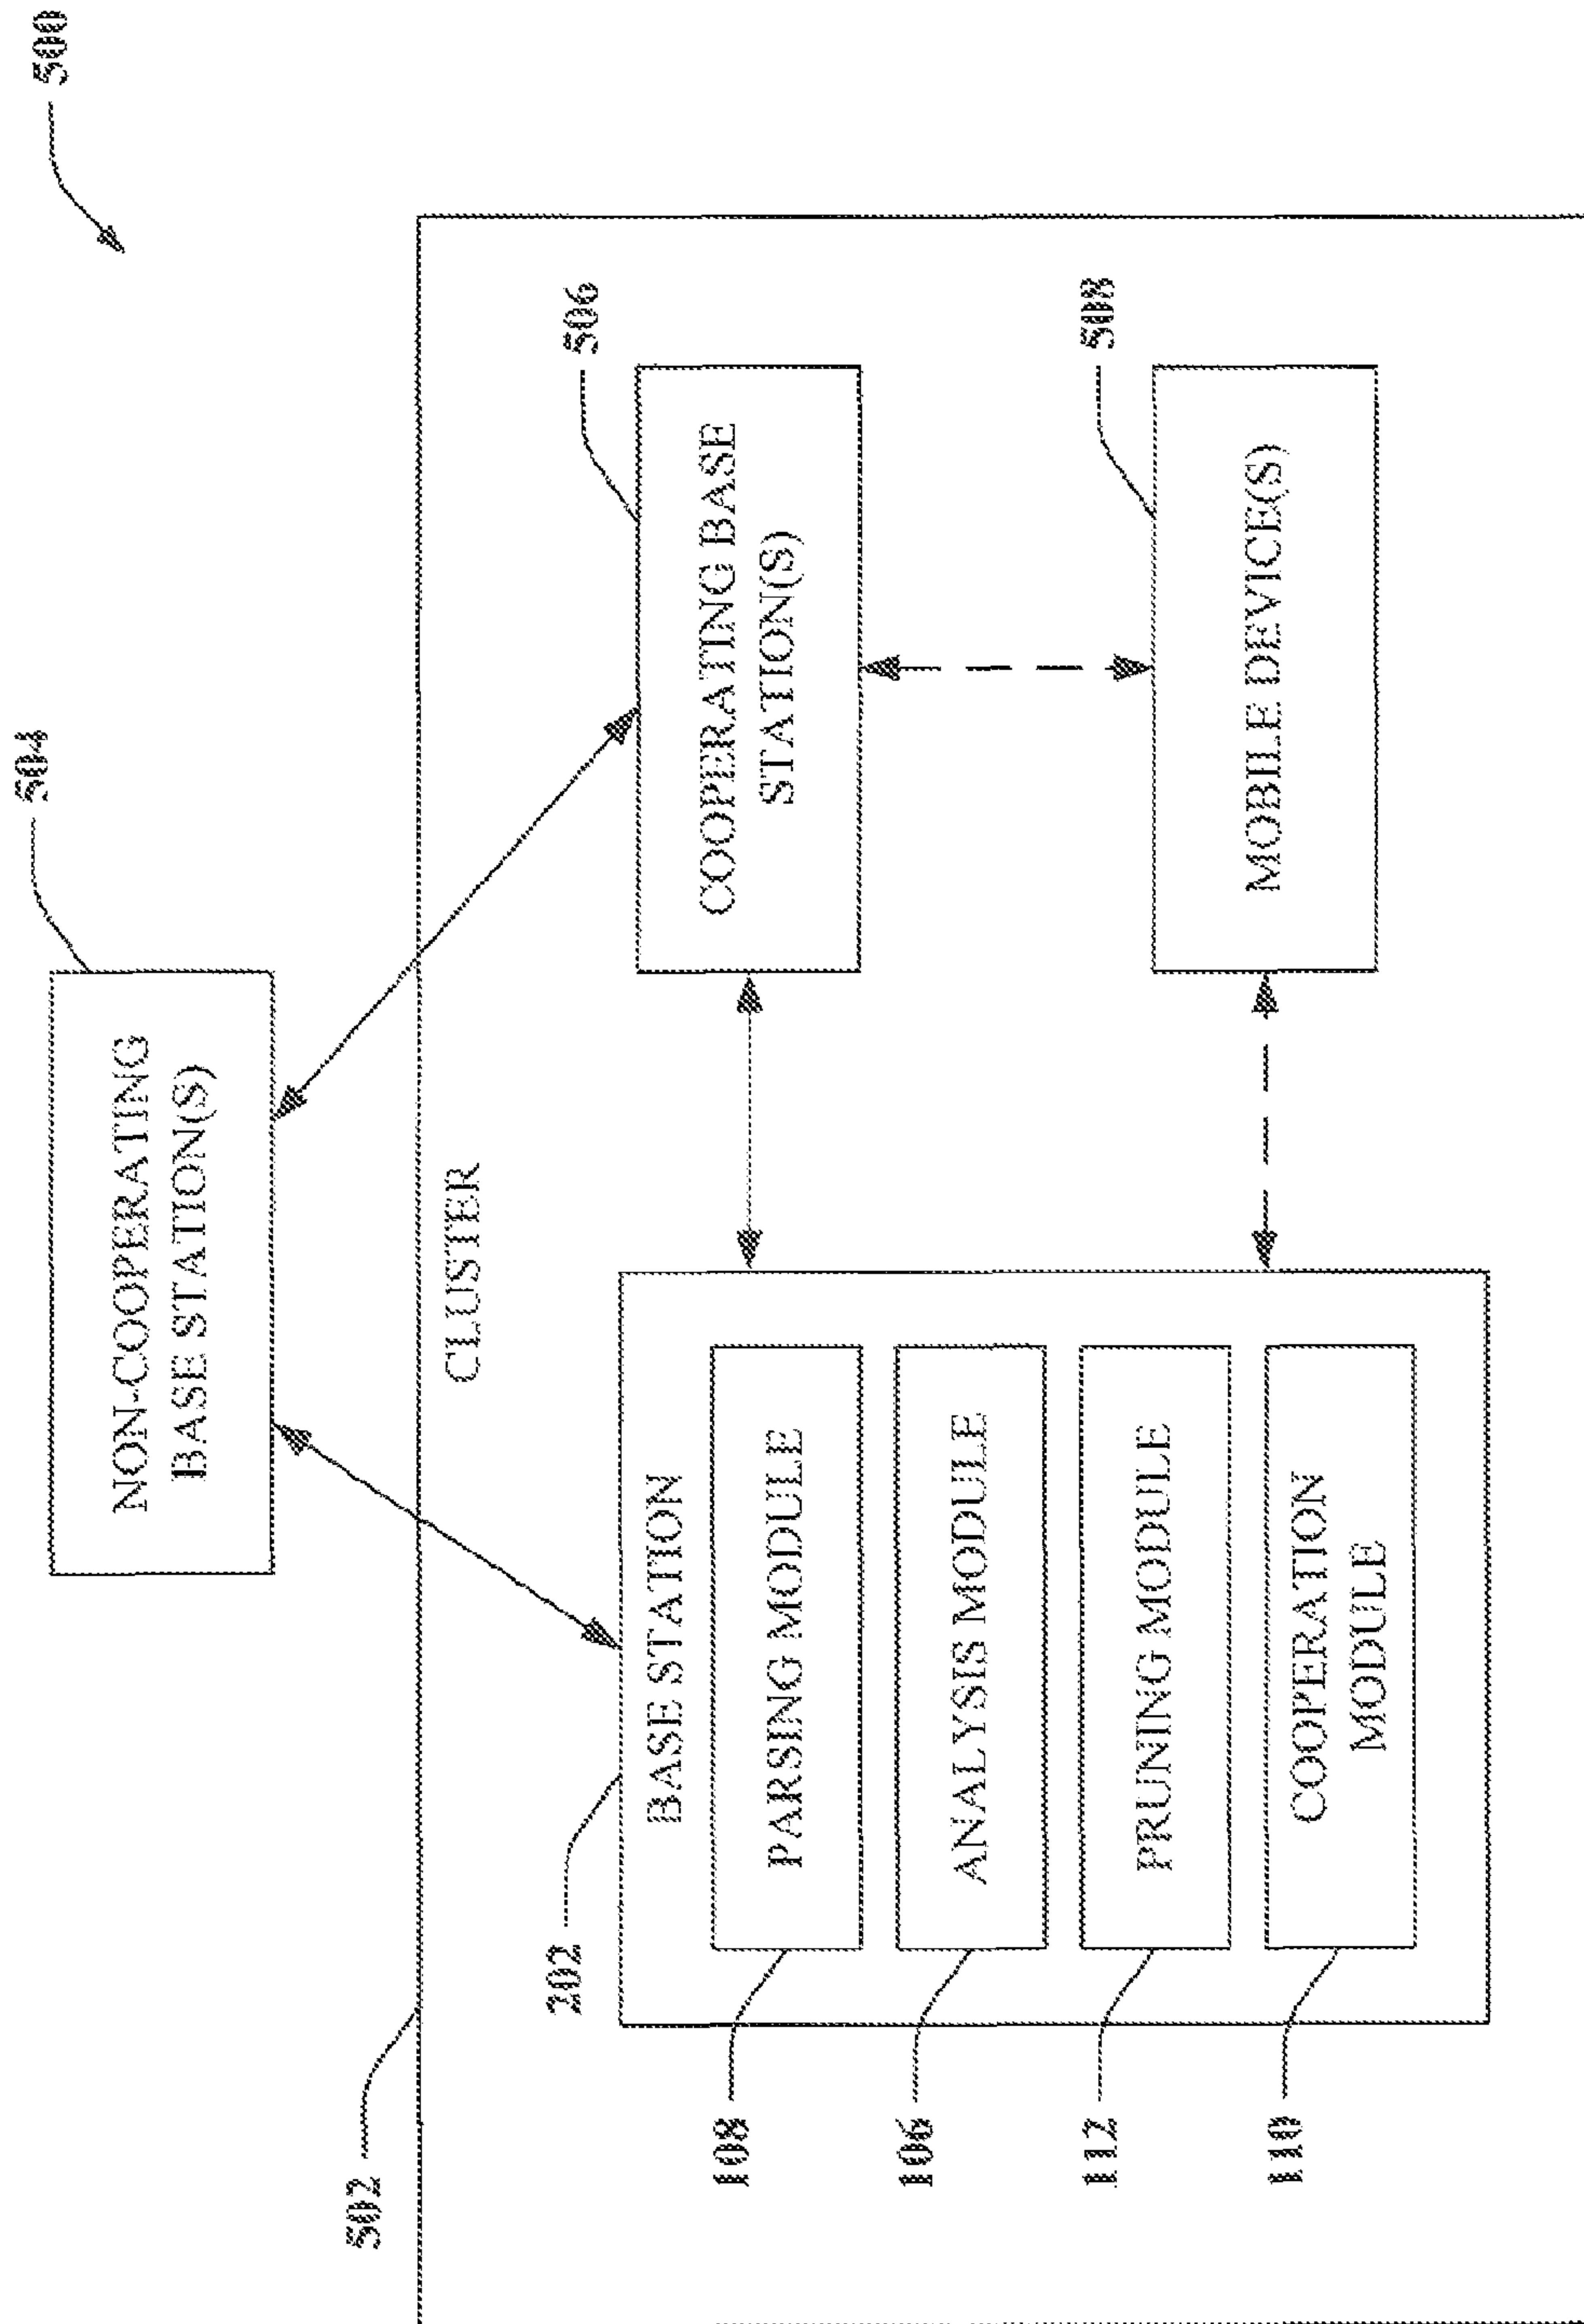 500
504
NON-COOPERATING
BASE STATION(S)
502
CLUSTER
202
BASE STATION
506
COOPERATING BASE
STATION(S)
108
PARSING MODULE
106
ANALYSIS MODULE
112
PRUNING MODULE
110
COOPERATION
MODULE
508
MOBILE DEVICE(S)